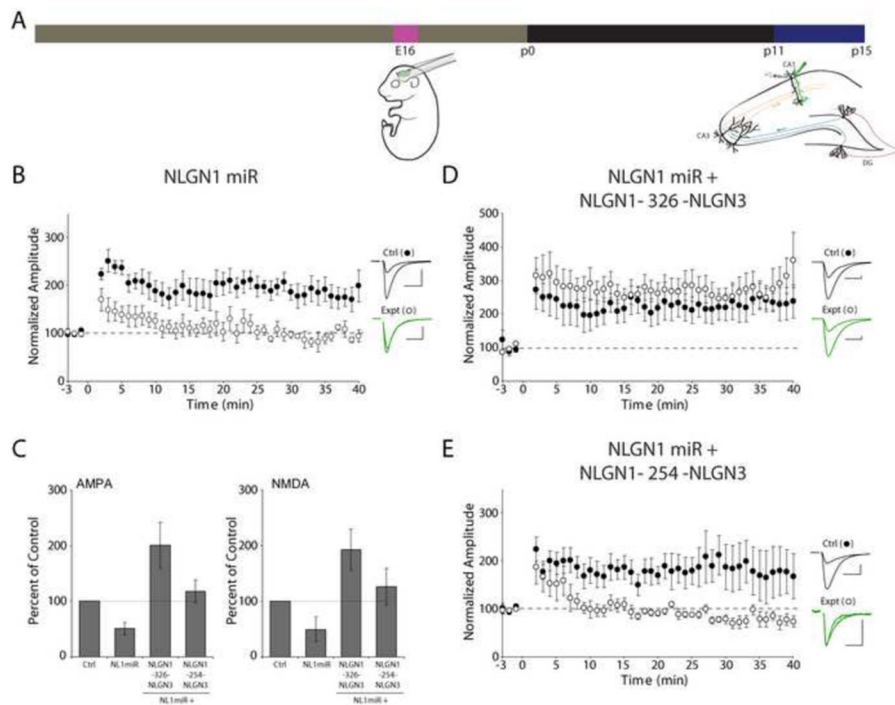 A
E16
p0
p11
p15
CA1
CA3
DG
B
NLGN1 miR
Normalized Amplitude
300
200
100
0
-3
0
5
10
15
20
25
30
35
40
Time (min)
Ctrl (●)
Expt (O)
D
NLGN1 miR +
NLGN1- 326 -NLGN3
Normalized Amplitude
500
400
300
200
100
0
-3
0
5
10
15
20
25
30
35
40
Time (min)
Ctrl (●)
Expt (O)
C
AMPA
Percent of Control
300
200
100
0
Ctrl
NL1miR
NLGN1
-326-
NLGN3
NLGN1
-254-
NLGN3
NL1miR +
NMDA
Percent of Control
300
200
100
0
Ctrl
NL1miR
NLGN1
-326-
NLGN3
NLGN1
-254-
NLGN3
NL1miR +
E
NLGN1 miR +
NLGN1- 254 -NLGN3
Normalized Amplitude
300
200
100
0
-3
0
5
10
15
20
25
30
35
40
Time (min)
Ctrl (●)
Expt (O)